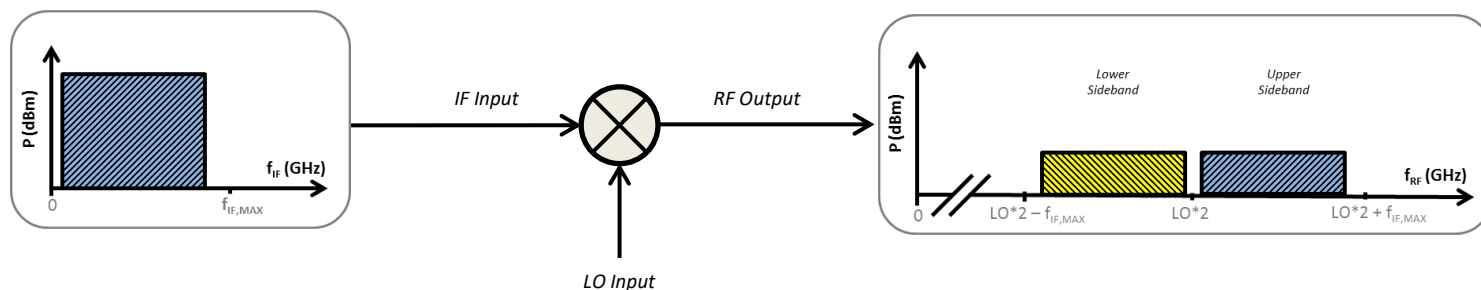 P (dBm)
f_IF (GHz)
0
f_IF,MAX
IF Input
RF Output
LO Input
P (dBm)
Lower
Sideband
Upper
Sideband
f_RF (GHz)
0
LO*2 – f_IF,MAX
LO*2
LO*2 + f_IF,MAX